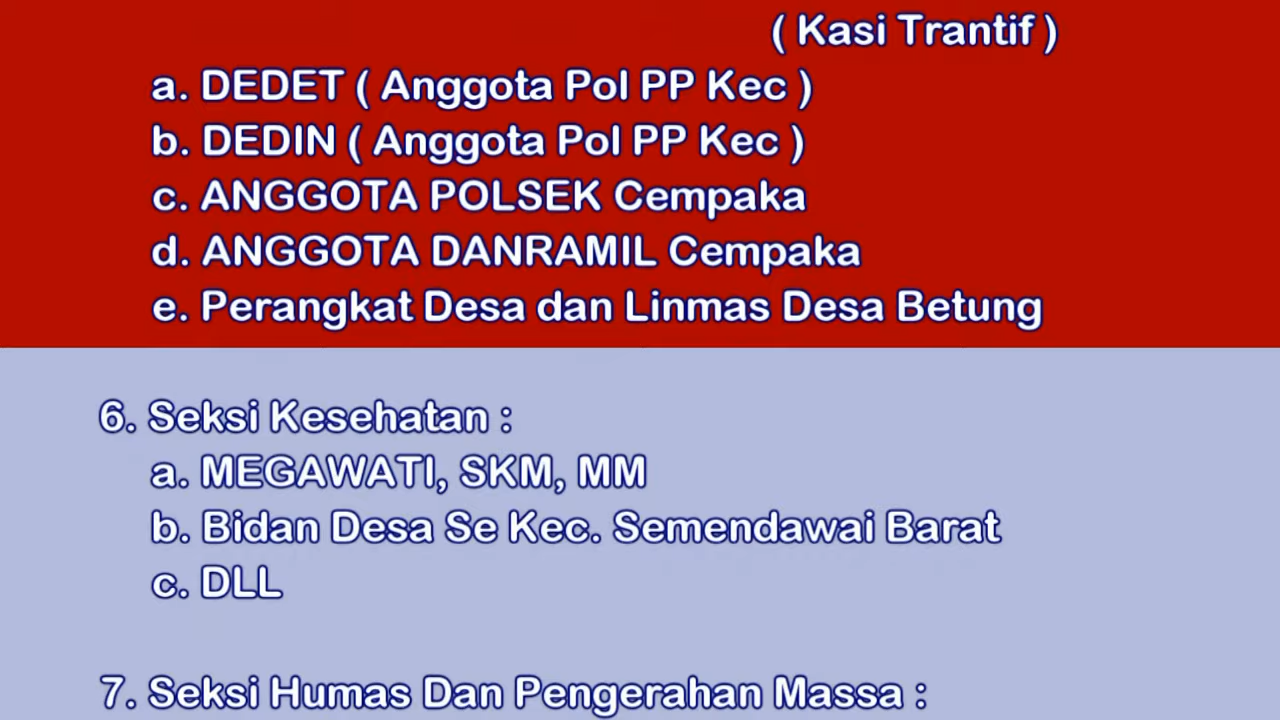 ( Kasi Trantif )
a. DEDET ( Anggota Pol PP Kec )
b. DEDIN ( Anggota Pol PP Kec )
c. ANGGOTA POLSEK Cempaka
d. ANGGOTA DANRAMIL Cempaka
e. Perangkat Desa dan Linmas Desa Betung
6. Seksi Kesehatan :
a. MEGAWATI, SKM, MM
b. Bidan Desa Se Kec. Semendawai Barat
c. DLL
7. Seksi Humas Dan Pengerahan Massa :